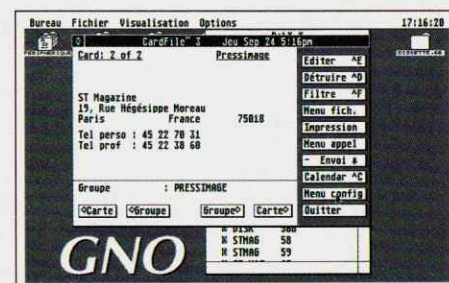 Bureau Fichier Visualisation Options 17:16:20
CardFile™ 3 Jeu Sep 24 5:16pm
Card: 2 of 2 Pressimage
ST Magazine
19, Rue Hégésippe Moreau
Paris France 75018
Tel perso : 45 22 70 31
Tel prof : 45 22 38 60
Groupe : PRESSIMAGE
Carte Groupe Groupe Carte
Editer ^E
Détruire ^D
Filtre ^F
Menu fich.
Impression
Menu appel
- Envoi
Calendar ^C
Menu config
Quitter
STMAG 58
STMAG 59
GNO